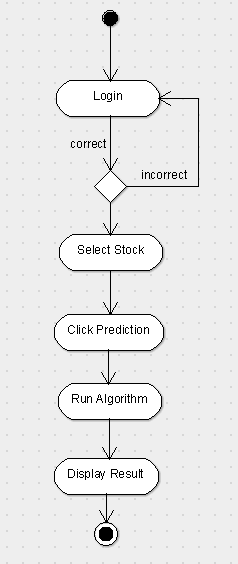 Login
correct
incorrect
Select Stock
Click Prediction
Run Algorithm
Display Result